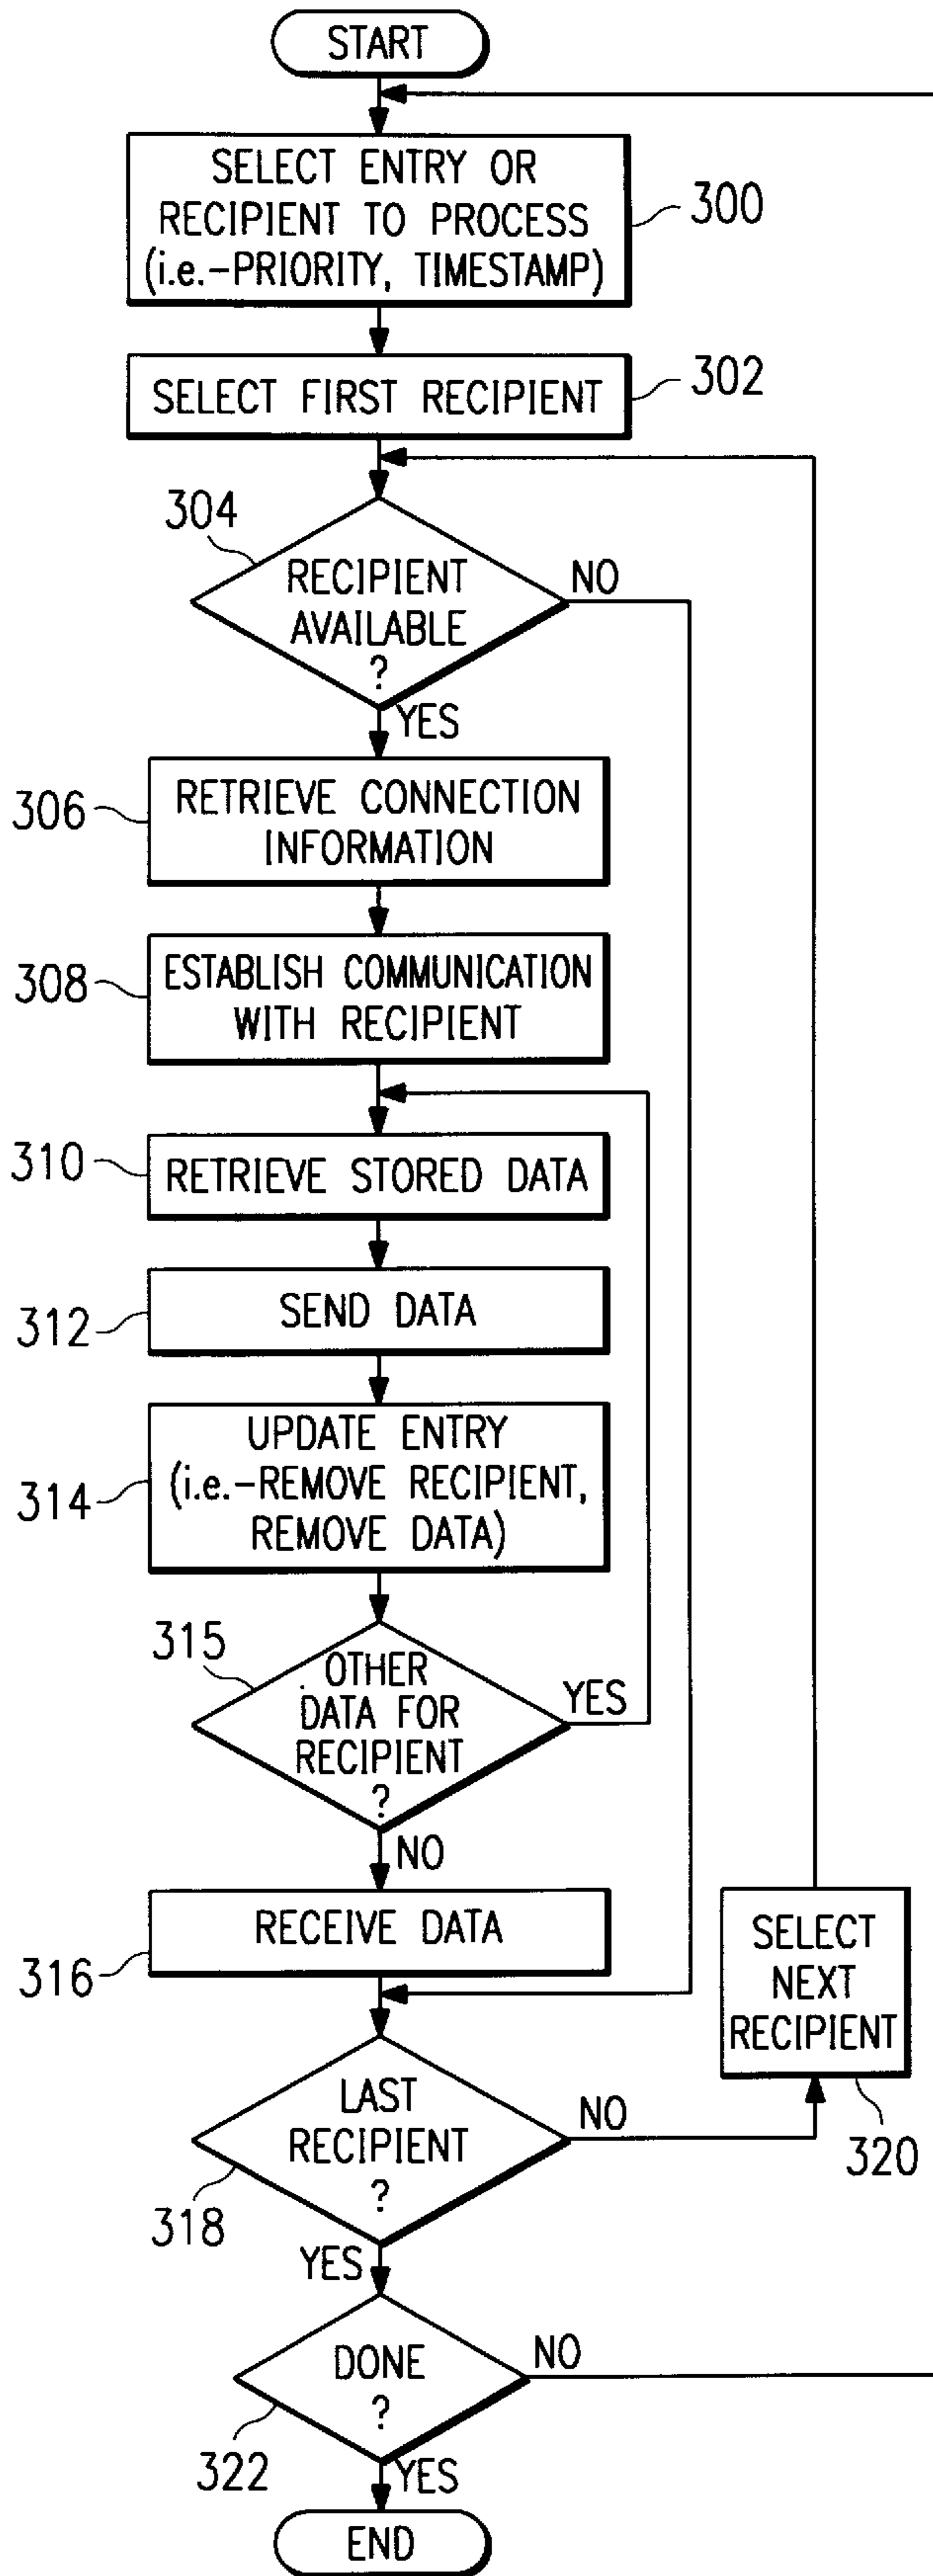 START
SELECT ENTRY OR
RECIPIENT TO PROCESS
(i.e.-PRIORITY, TIMESTAMP)
300
SELECT FIRST RECIPIENT
302
304
RECIPIENT
AVAILABLE
?
NO
YES
306
RETRIEVE CONNECTION
INFORMATION
308
ESTABLISH COMMUNICATION
WITH RECIPIENT
310
RETRIEVE STORED DATA
312
SEND DATA
314
UPDATE ENTRY
(i.e.-REMOVE RECIPIENT,
REMOVE DATA)
315
OTHER
DATA FOR
RECIPIENT
?
YES
NO
316
RECEIVE DATA
SELECT
NEXT
RECIPIENT
320
LAST
RECIPIENT
?
NO
318
YES
DONE
?
NO
322
YES
END